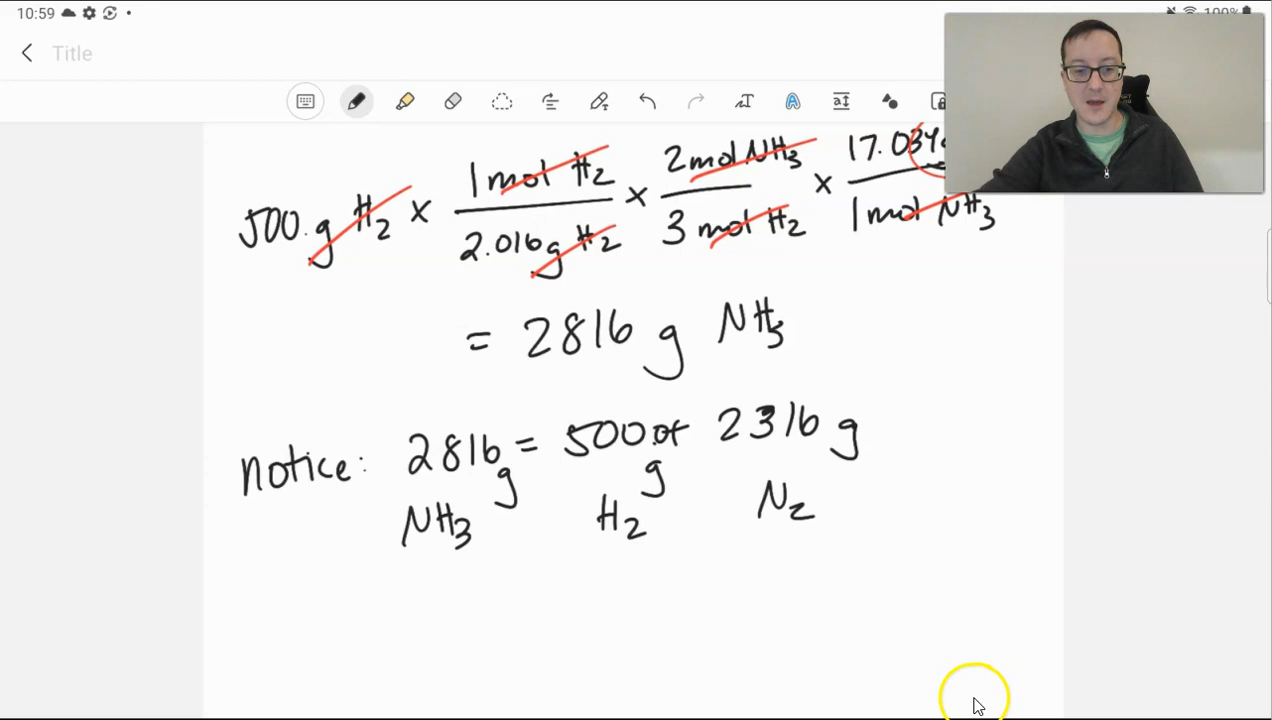 10:59 100%
Title
500. g H₂ × 1 mol H₂ / 2.016 g H₂ × 2 mol NH₃ / 3 mol H₂ × 17.034 / 1 mol NH₃
= 2816 g NH₃
notice: 2816 g = 500. g + 2316 g
NH₃ H₂ N₂